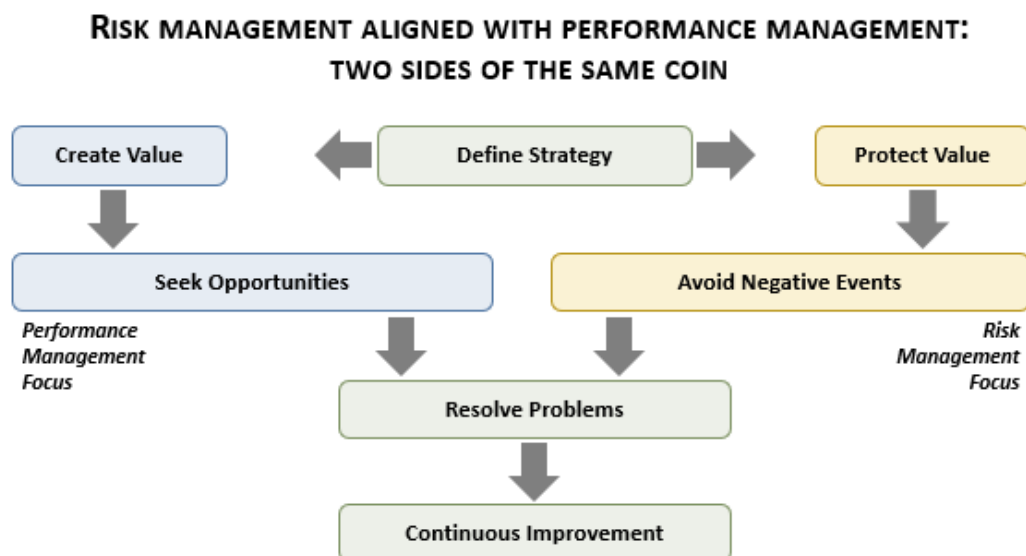 RISK MANAGEMENT ALIGNED WITH PERFORMANCE MANAGEMENT:
TWO SIDES OF THE SAME COIN
Create Value
Define Strategy
Protect Value
Seek Opportunities
Avoid Negative Events
Performance
Management
Focus
Risk
Management
Focus
Resolve Problems
Continuous Improvement